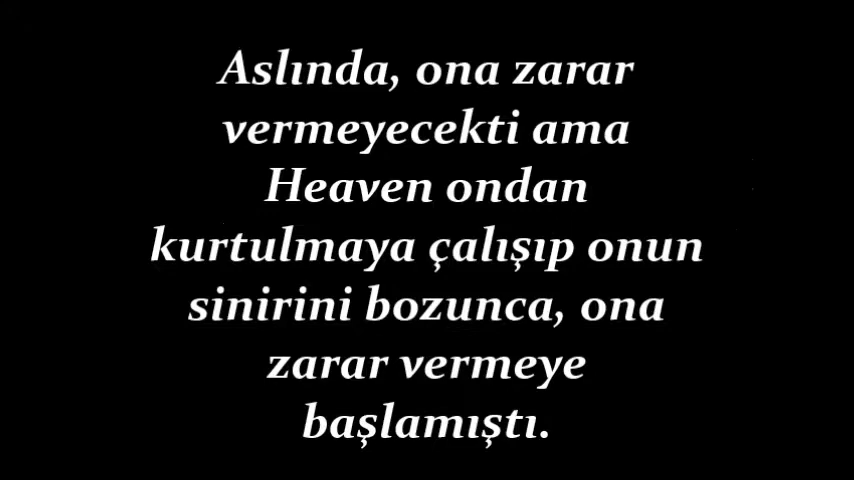 Aslında, ona zarar
vermeyecekti ama
Heaven ondan
kurtulmaya çalışıp onun
sinirini bozunca, ona
zarar vermeye
başlamıştı.